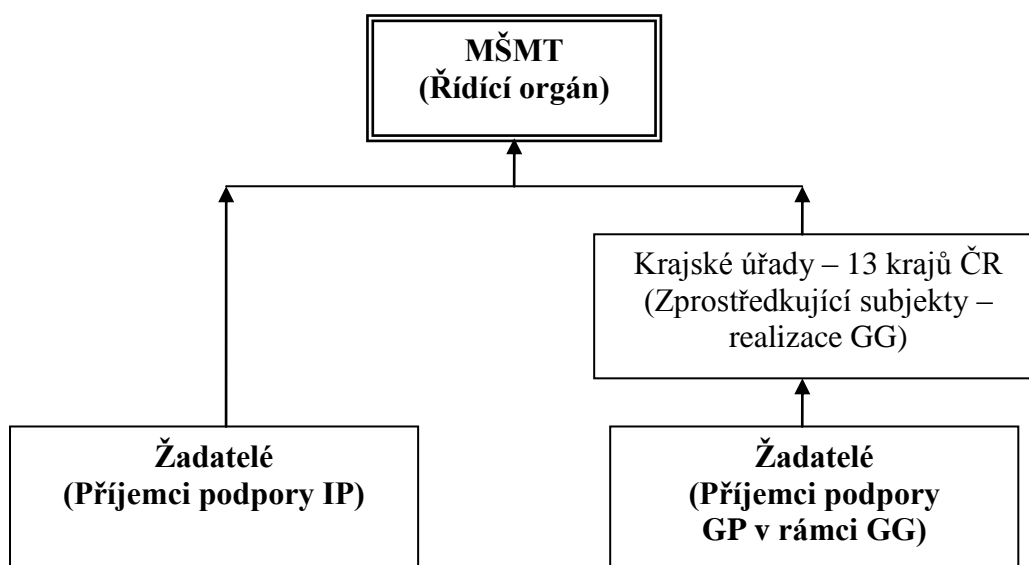 MŠMT
(Řídící orgán)
Krajské úřady – 13 krajů ČR
(Zprostředkující subjekty –
realizace GG)
Žadatelé
(Příjemci podpory IP)
Žadatelé
(Příjemci podpory
GP v rámci GG)